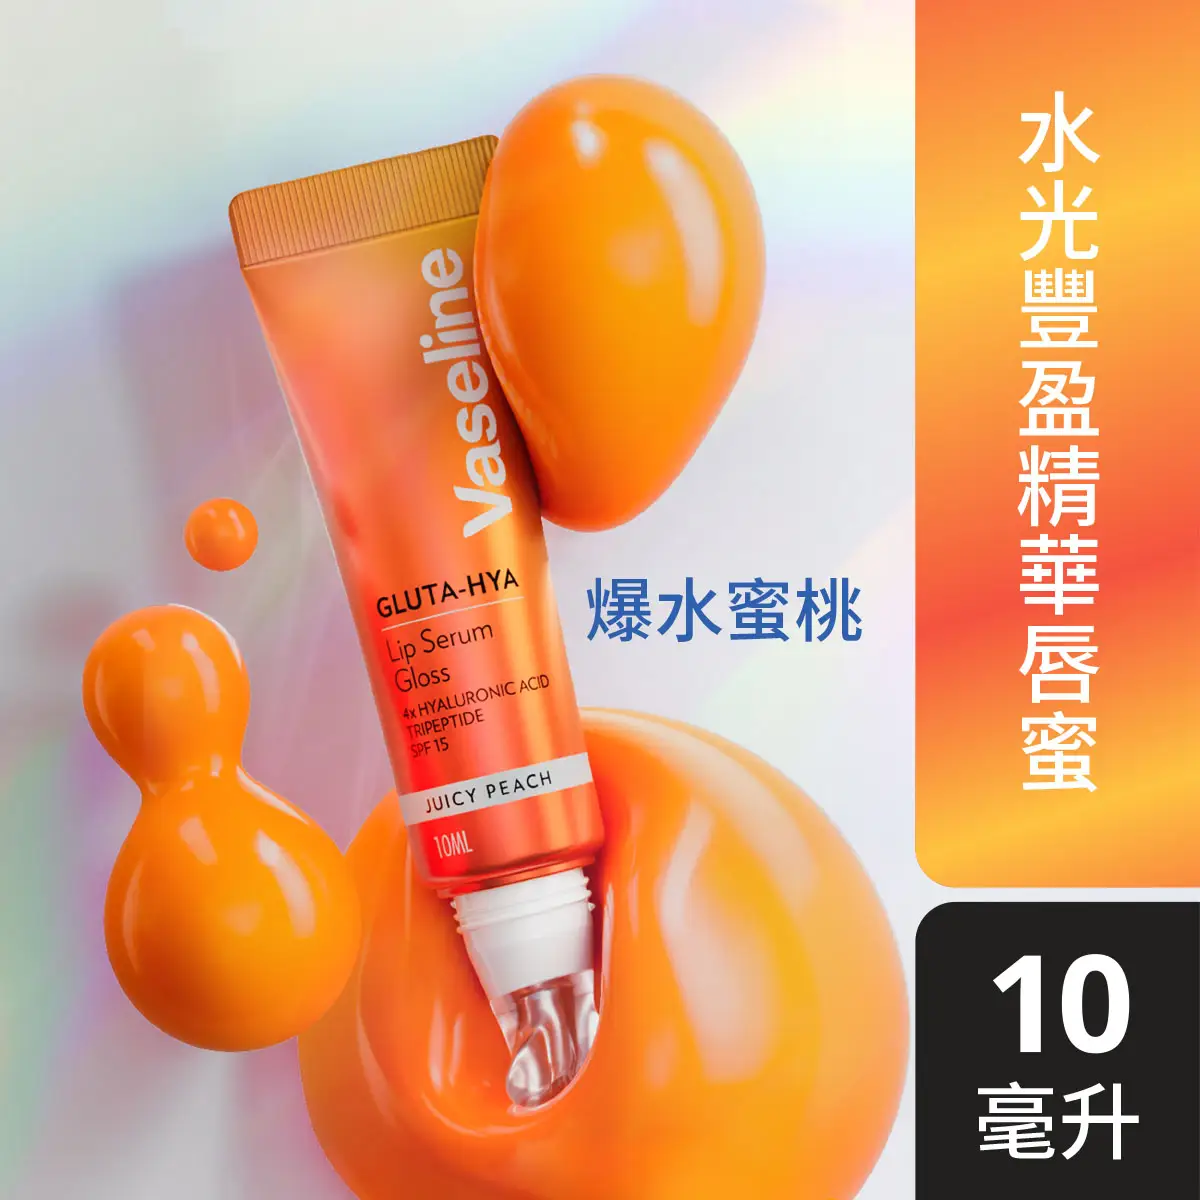 Vaseline
GLUTA-HYA
Lip Serum
Gloss
4x HYALURONIC ACID
TRIPEPTIDE
SPF 15
JUICY PEACH
10ML
爆水蜜桃
水光豐盈精華唇蜜
10
毫升